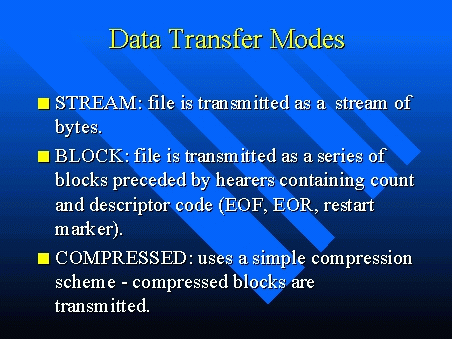 Data Transfer Modes
STREAM: file is transmitted as a stream of
bytes.
BLOCK: file is transmitted as a series of
blocks preceded by hearers containing count
and descriptor code (EOF, EOR, restart
marker).
COMPRESSED: uses a simple compression
scheme - compressed blocks are
transmitted.